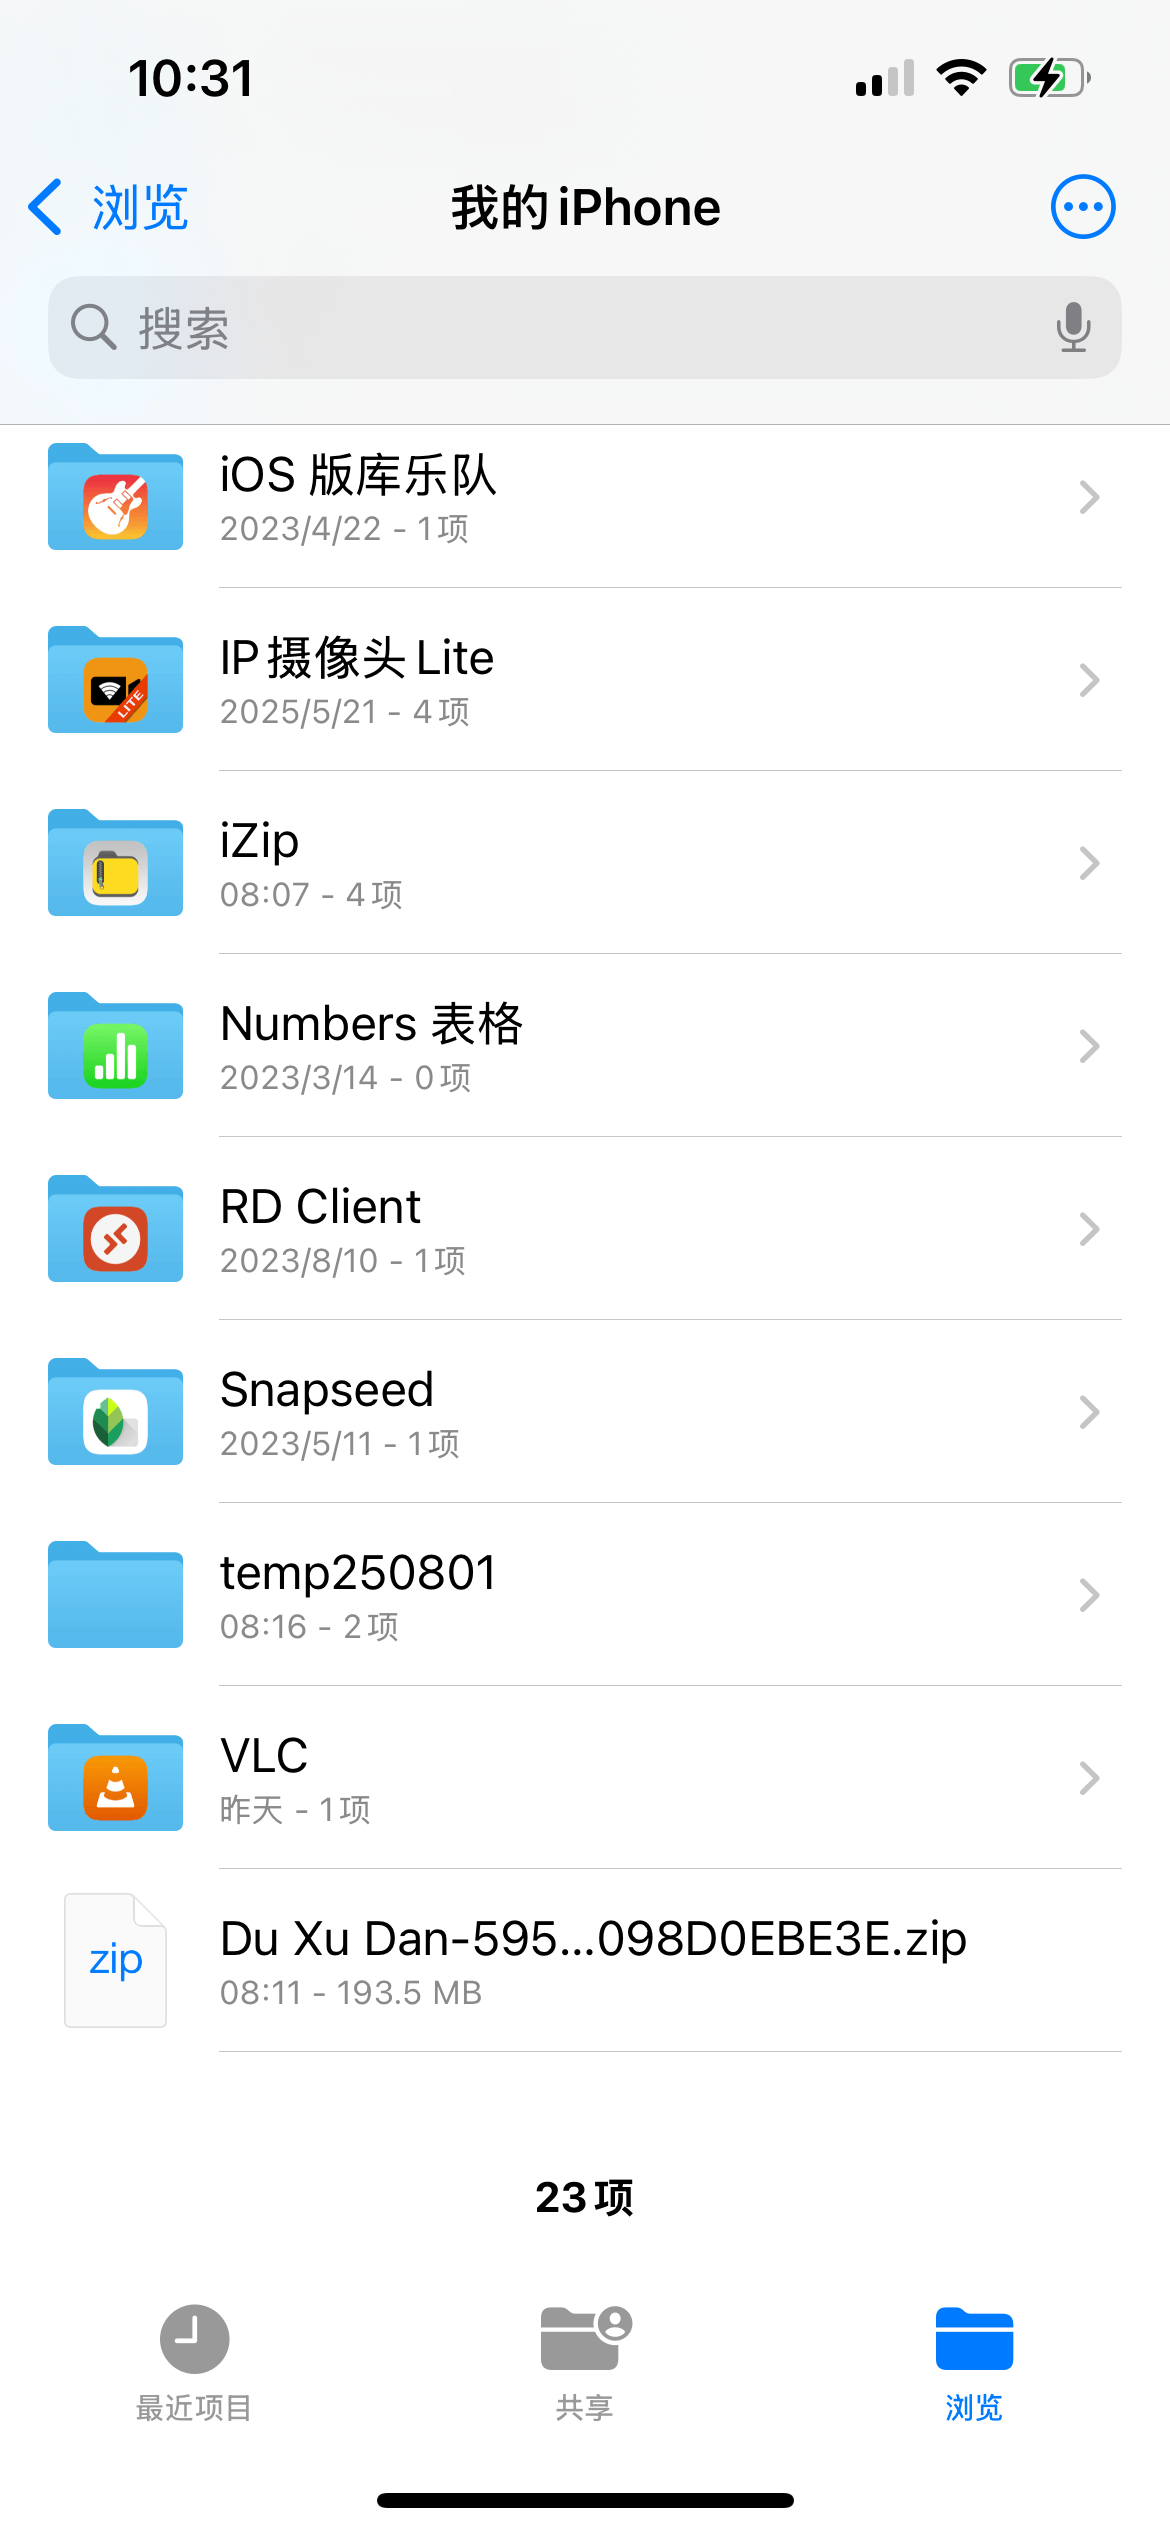 10:31
浏览
我的 iPhone
搜索
iOS 版库乐队
2023/4/22 - 1项
IP 摄像头 Lite
LITE
2025/5/21 - 4项
iZip
08:07 - 4项
Numbers 表格
2023/3/14 - 0项
RD Client
2023/8/10 - 1项
Snapseed
2023/5/11 - 1项
temp250801
08:16 - 2项
VLC
昨天 - 1项
zip
Du Xu Dan-595...098D0EBE3E.zip
08:11 - 193.5 MB
23项
最近项目
共享
浏览